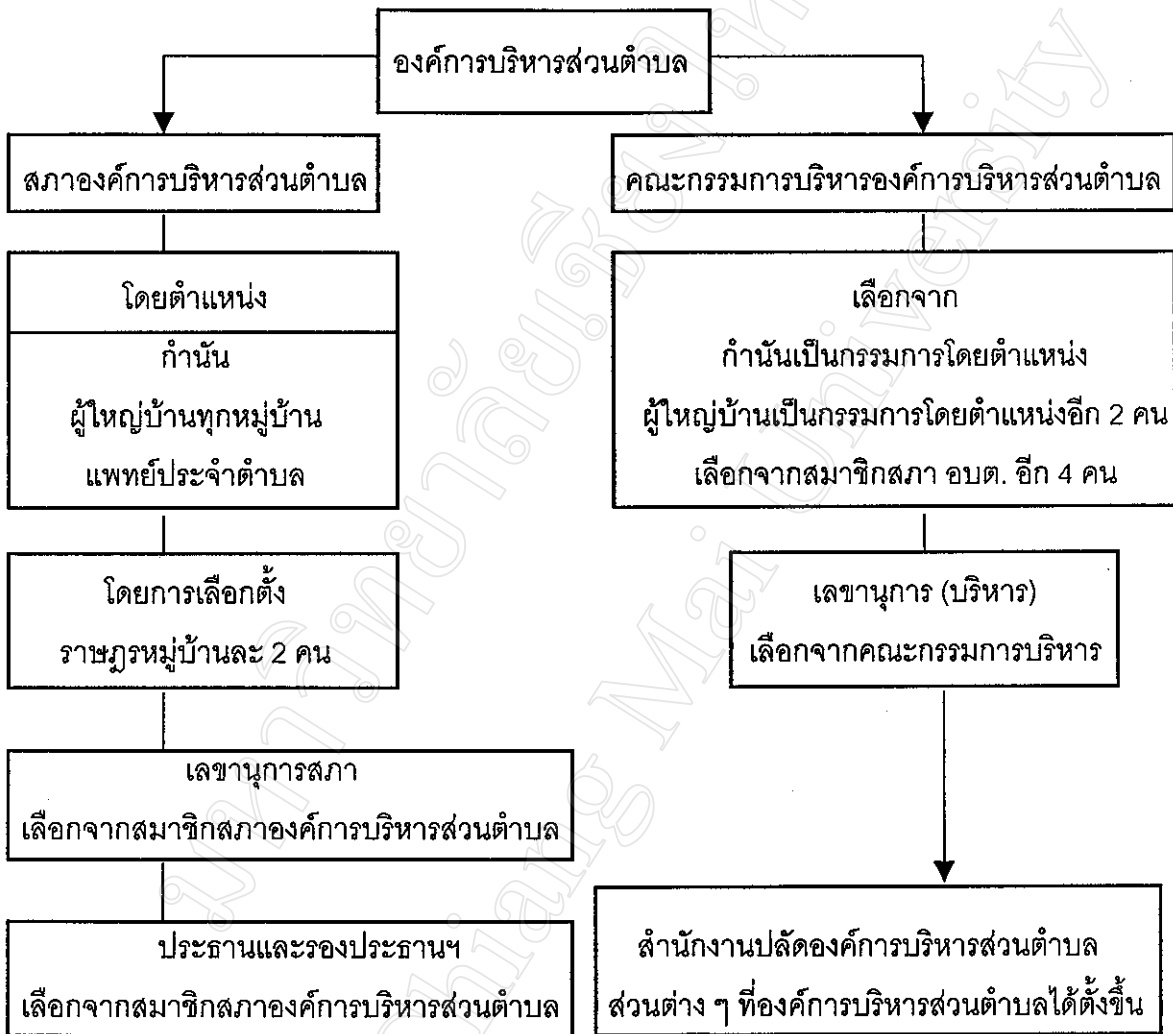 องค์การบริหารส่วนตำบล
สภาองค์การบริหารส่วนตำบล
โดยตำแหน่ง
กำนัน
ผู้ใหญ่บ้านทุกหมู่บ้าน
แพทย์ประจำตำบล
โดยการเลือกตั้ง
ราษฎรหมู่บ้านละ 2 คน
เลขานุการสภา
เลือกจากสมาชิกสภาองค์การบริหารส่วนตำบล
ประธานและรองประธานฯ
เลือกจากสมาชิกสภาองค์การบริหารส่วนตำบล
คณะกรรมการบริหารองค์การบริหารส่วนตำบล
เลือกจาก
กำนันเป็นกรรมการโดยตำแหน่ง
ผู้ใหญ่บ้านเป็นกรรมการโดยตำแหน่งอีก 2 คน
เลือกจากสมาชิกสภา อบต. อีก 4 คน
เลขานุการ (บริหาร)
เลือกจากคณะกรรมการบริหาร
สำนักงานปลัดองค์การบริหารส่วนตำบล
ส่วนต่าง ๆ ที่องค์การบริหารส่วนตำบลได้ตั้งขึ้น
มหาวิทยาลัยเชียงให
Chiang Mai University